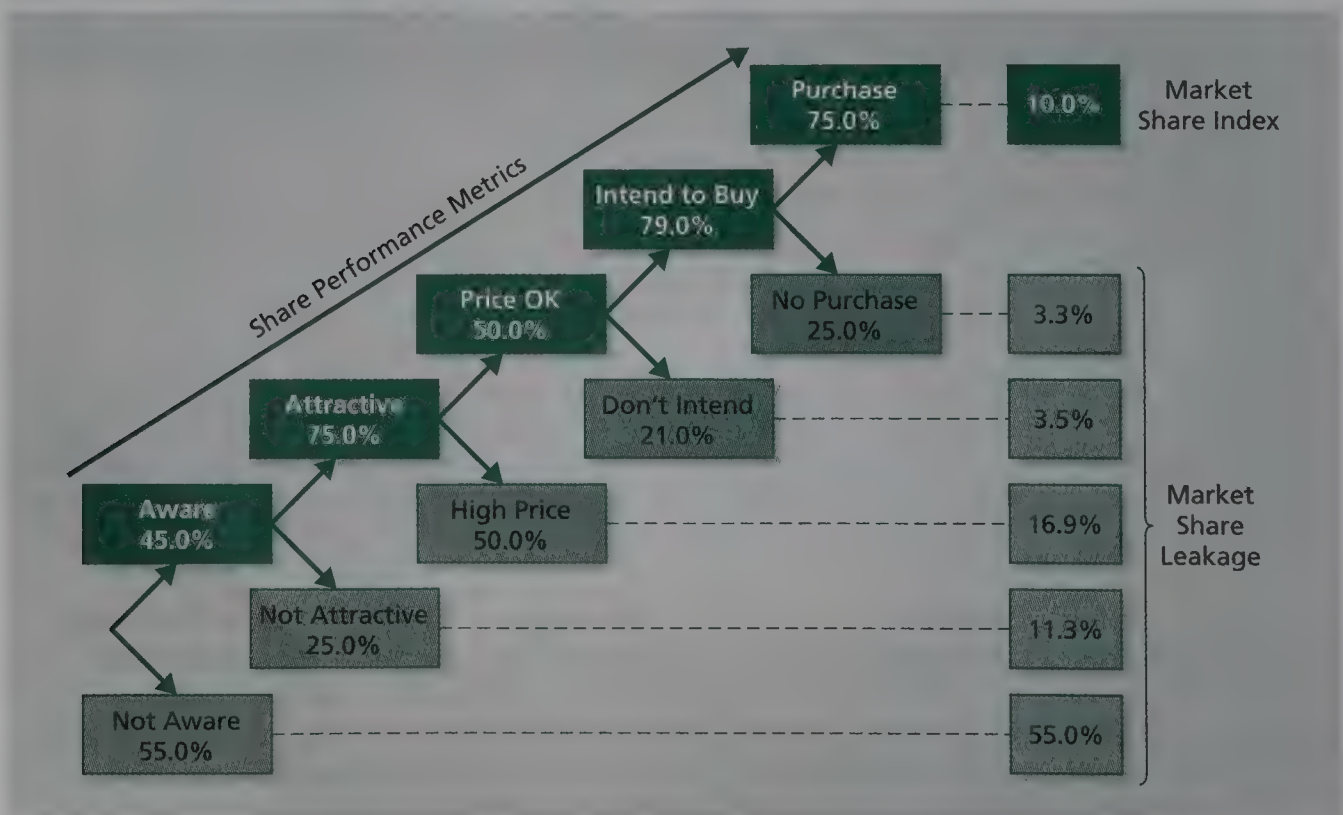 Purchase
75.0%
10.0%
Market
Share Index
Share Performance Metrics
Intend to Buy
79.0%
Price OK
50.0%
No Purchase
25.0%
3.3%
Attractive
75.0%
Don't Intend
21.0%
3.5%
Aware
45.0%
High Price
50.0%
16.9%
Market
Share
Leakage
Not Attractive
25.0%
11.3%
Not Aware
55.0%
55.0%